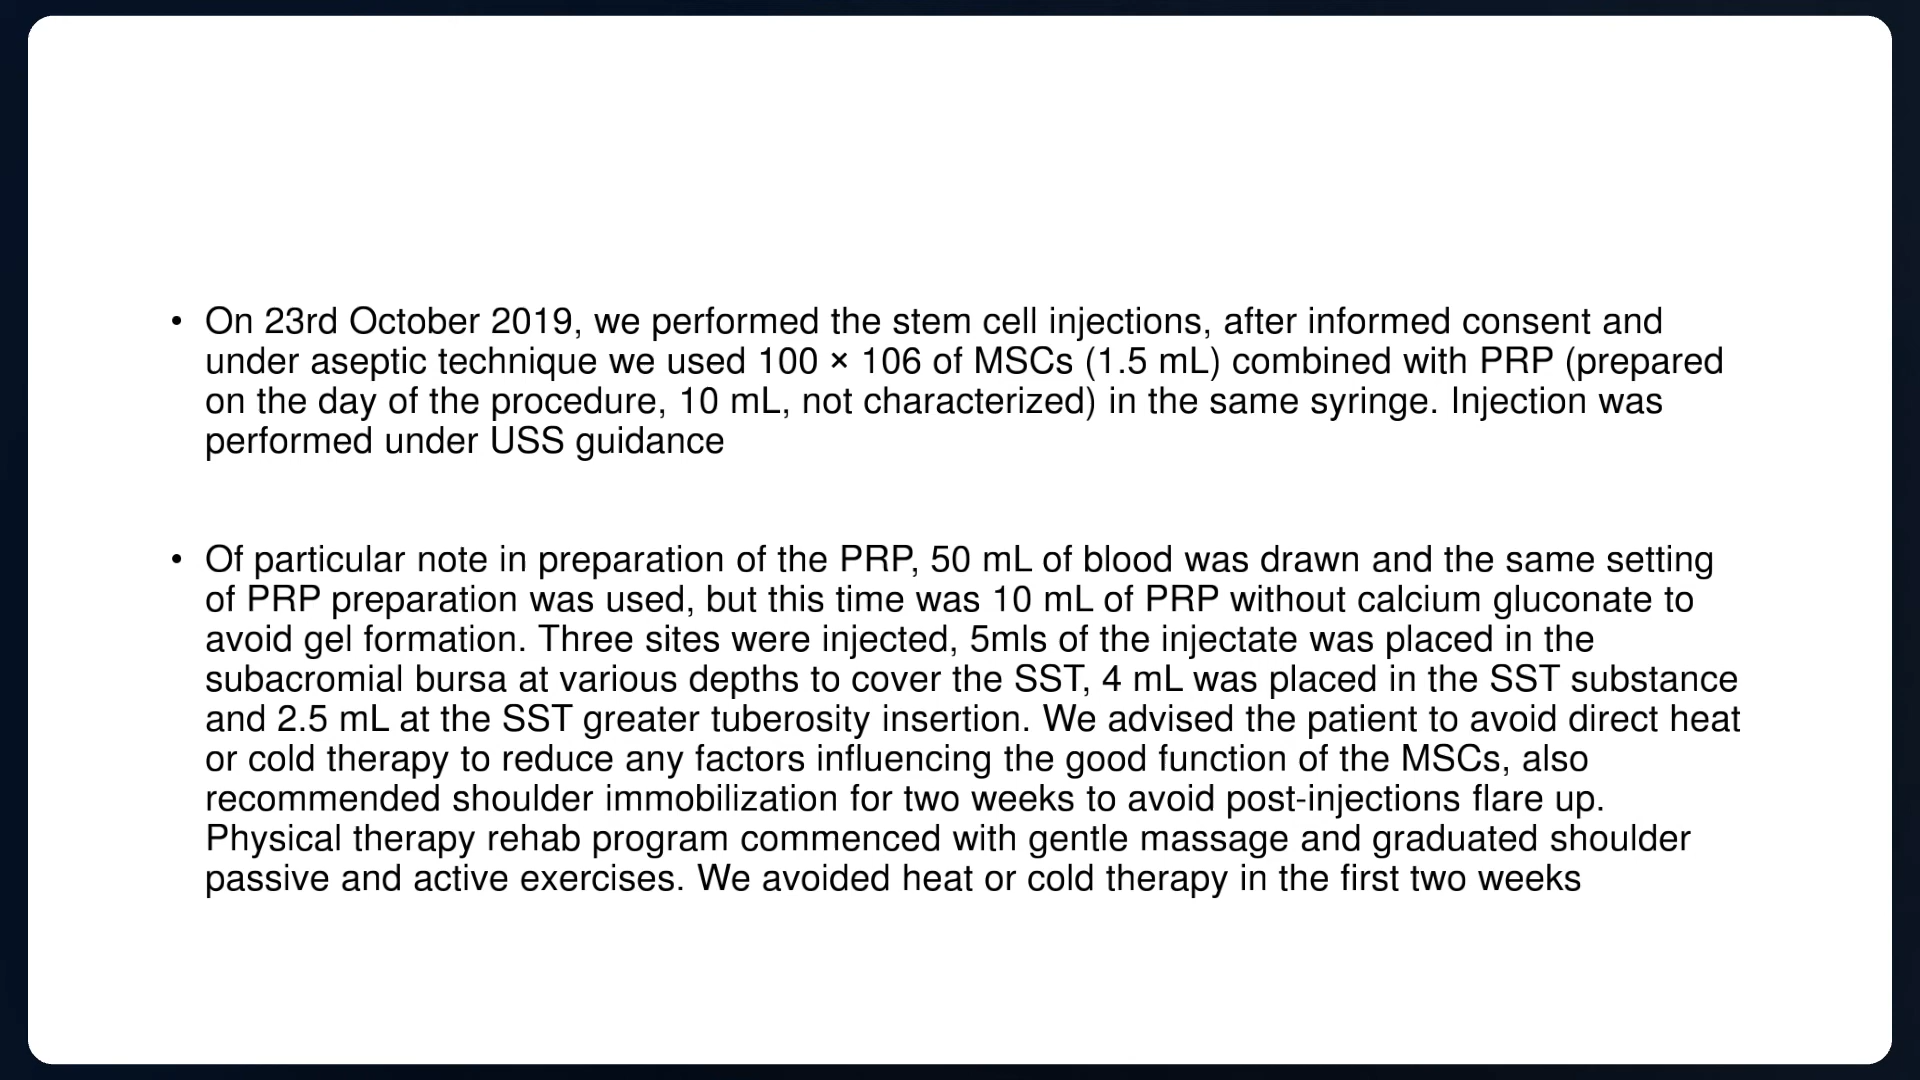 • On 23rd October 2019, we performed the stem cell injections, after informed consent and
under aseptic technique we used 100 × 106 of MSCs (1.5 mL) combined with PRP (prepared
on the day of the procedure, 10 mL, not characterized) in the same syringe. Injection was
performed under USS guidance
• Of particular note in preparation of the PRP, 50 mL of blood was drawn and the same setting
of PRP preparation was used, but this time was 10 mL of PRP without calcium gluconate to
avoid gel formation. Three sites were injected, 5mls of the injectate was placed in the
subacromial bursa at various depths to cover the SST, 4 mL was placed in the SST substance
and 2.5 mL at the SST greater tuberosity insertion. We advised the patient to avoid direct heat
or cold therapy to reduce any factors influencing the good function of the MSCs, also
recommended shoulder immobilization for two weeks to avoid post-injections flare up.
Physical therapy rehab program commenced with gentle massage and graduated shoulder
passive and active exercises. We avoided heat or cold therapy in the first two weeks